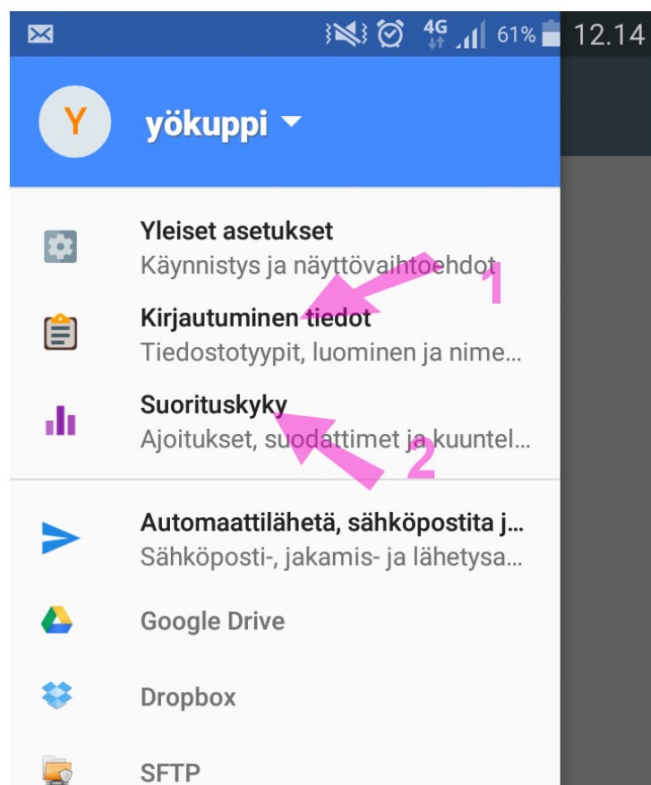 4G 61% 12.14
Y yökuppi
Yleiset asetukset
Käynnistys ja näyttövaihtoehdot
1
Kirjautuminen tiedot
Tiedostotyypit, luominen ja nime...
Suorituskyky
Ajoitukset, suodattimet ja kuuntel...
2
Automaattilähetä, sähköpostita j...
Sähköposti-, jakamis- ja lähetysa...
Google Drive
Dropbox
SFTP